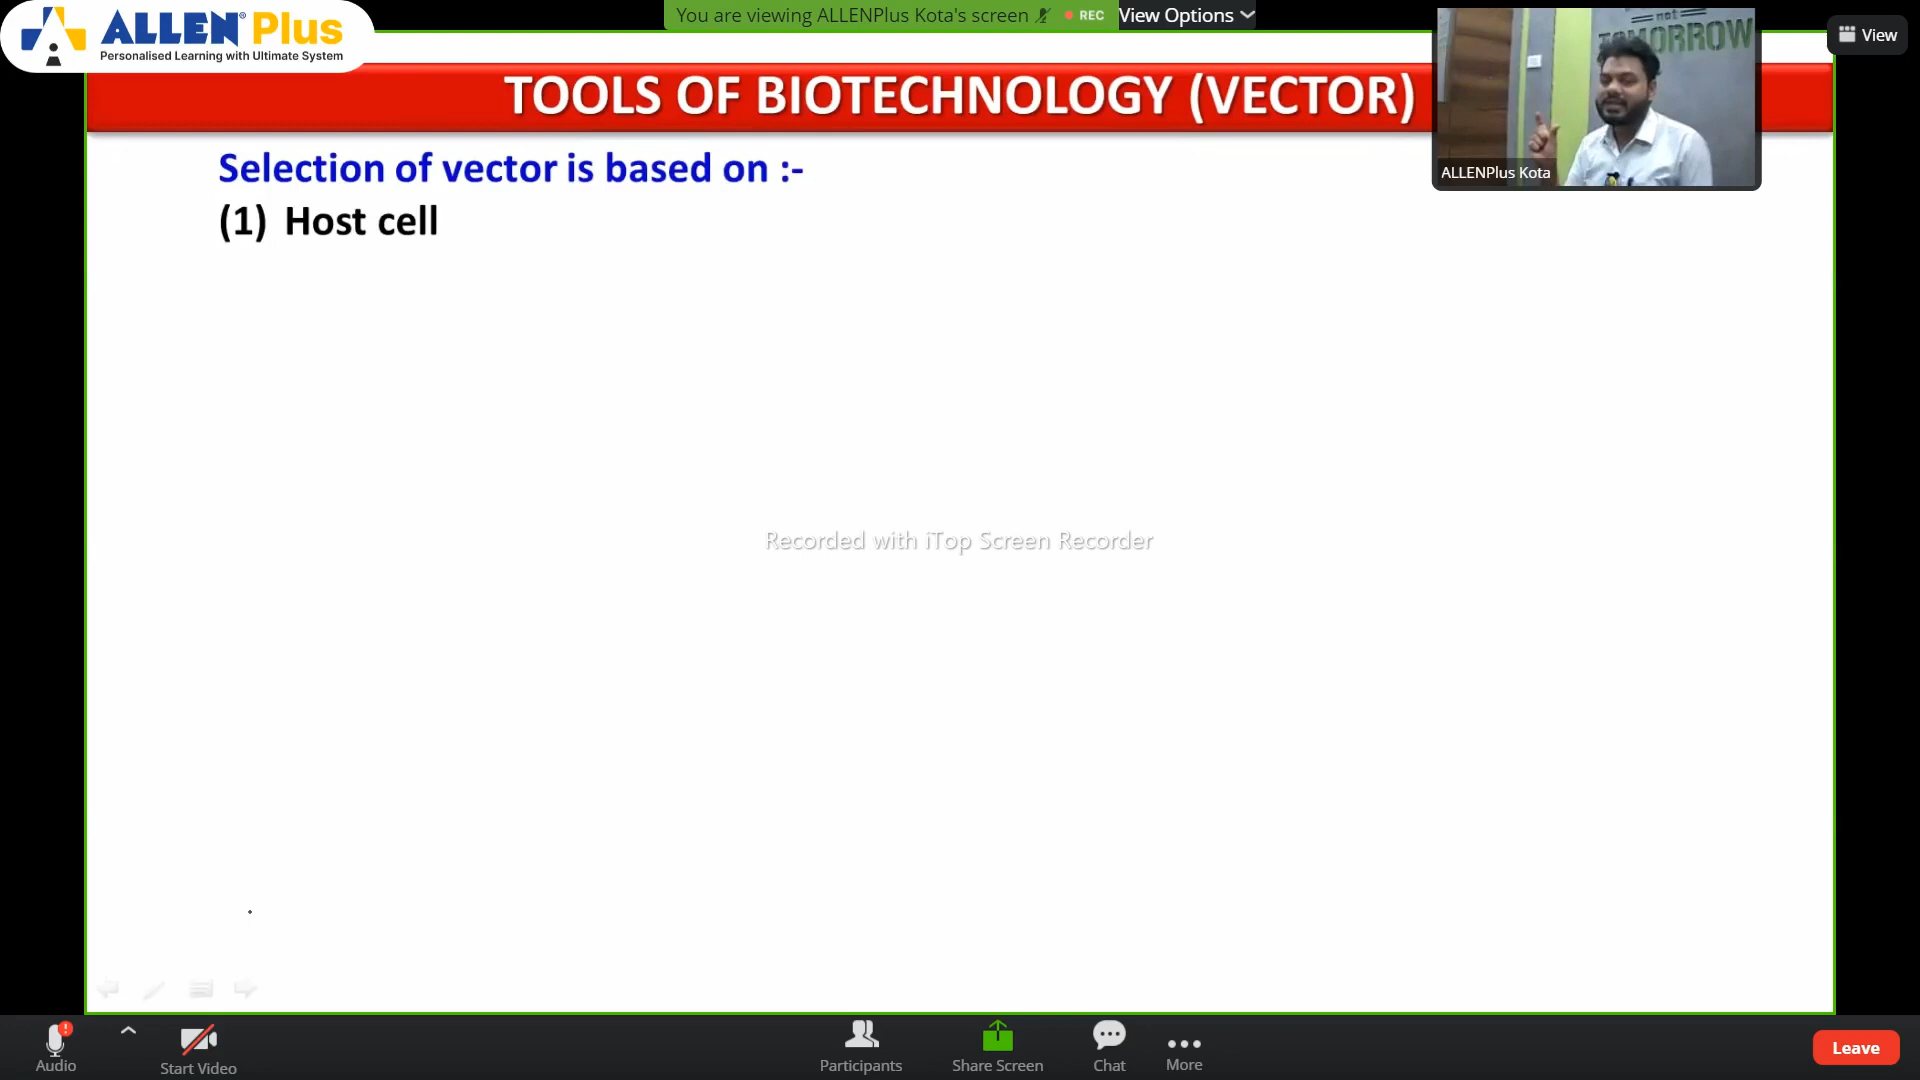 You are viewing ALLENPlus Kota's screen REC View Options
ALLEN® Plus
Personalised Learning with Ultimate System
not
TOMORROW
View
TOOLS OF BIOTECHNOLOGY (VECTOR)
ALLENPlus Kota
Selection of vector is based on :-
(1) Host cell
Recorded with iTop Screen Recorder
Audio
Start Video
Participants
Share Screen
Chat
More
Leave